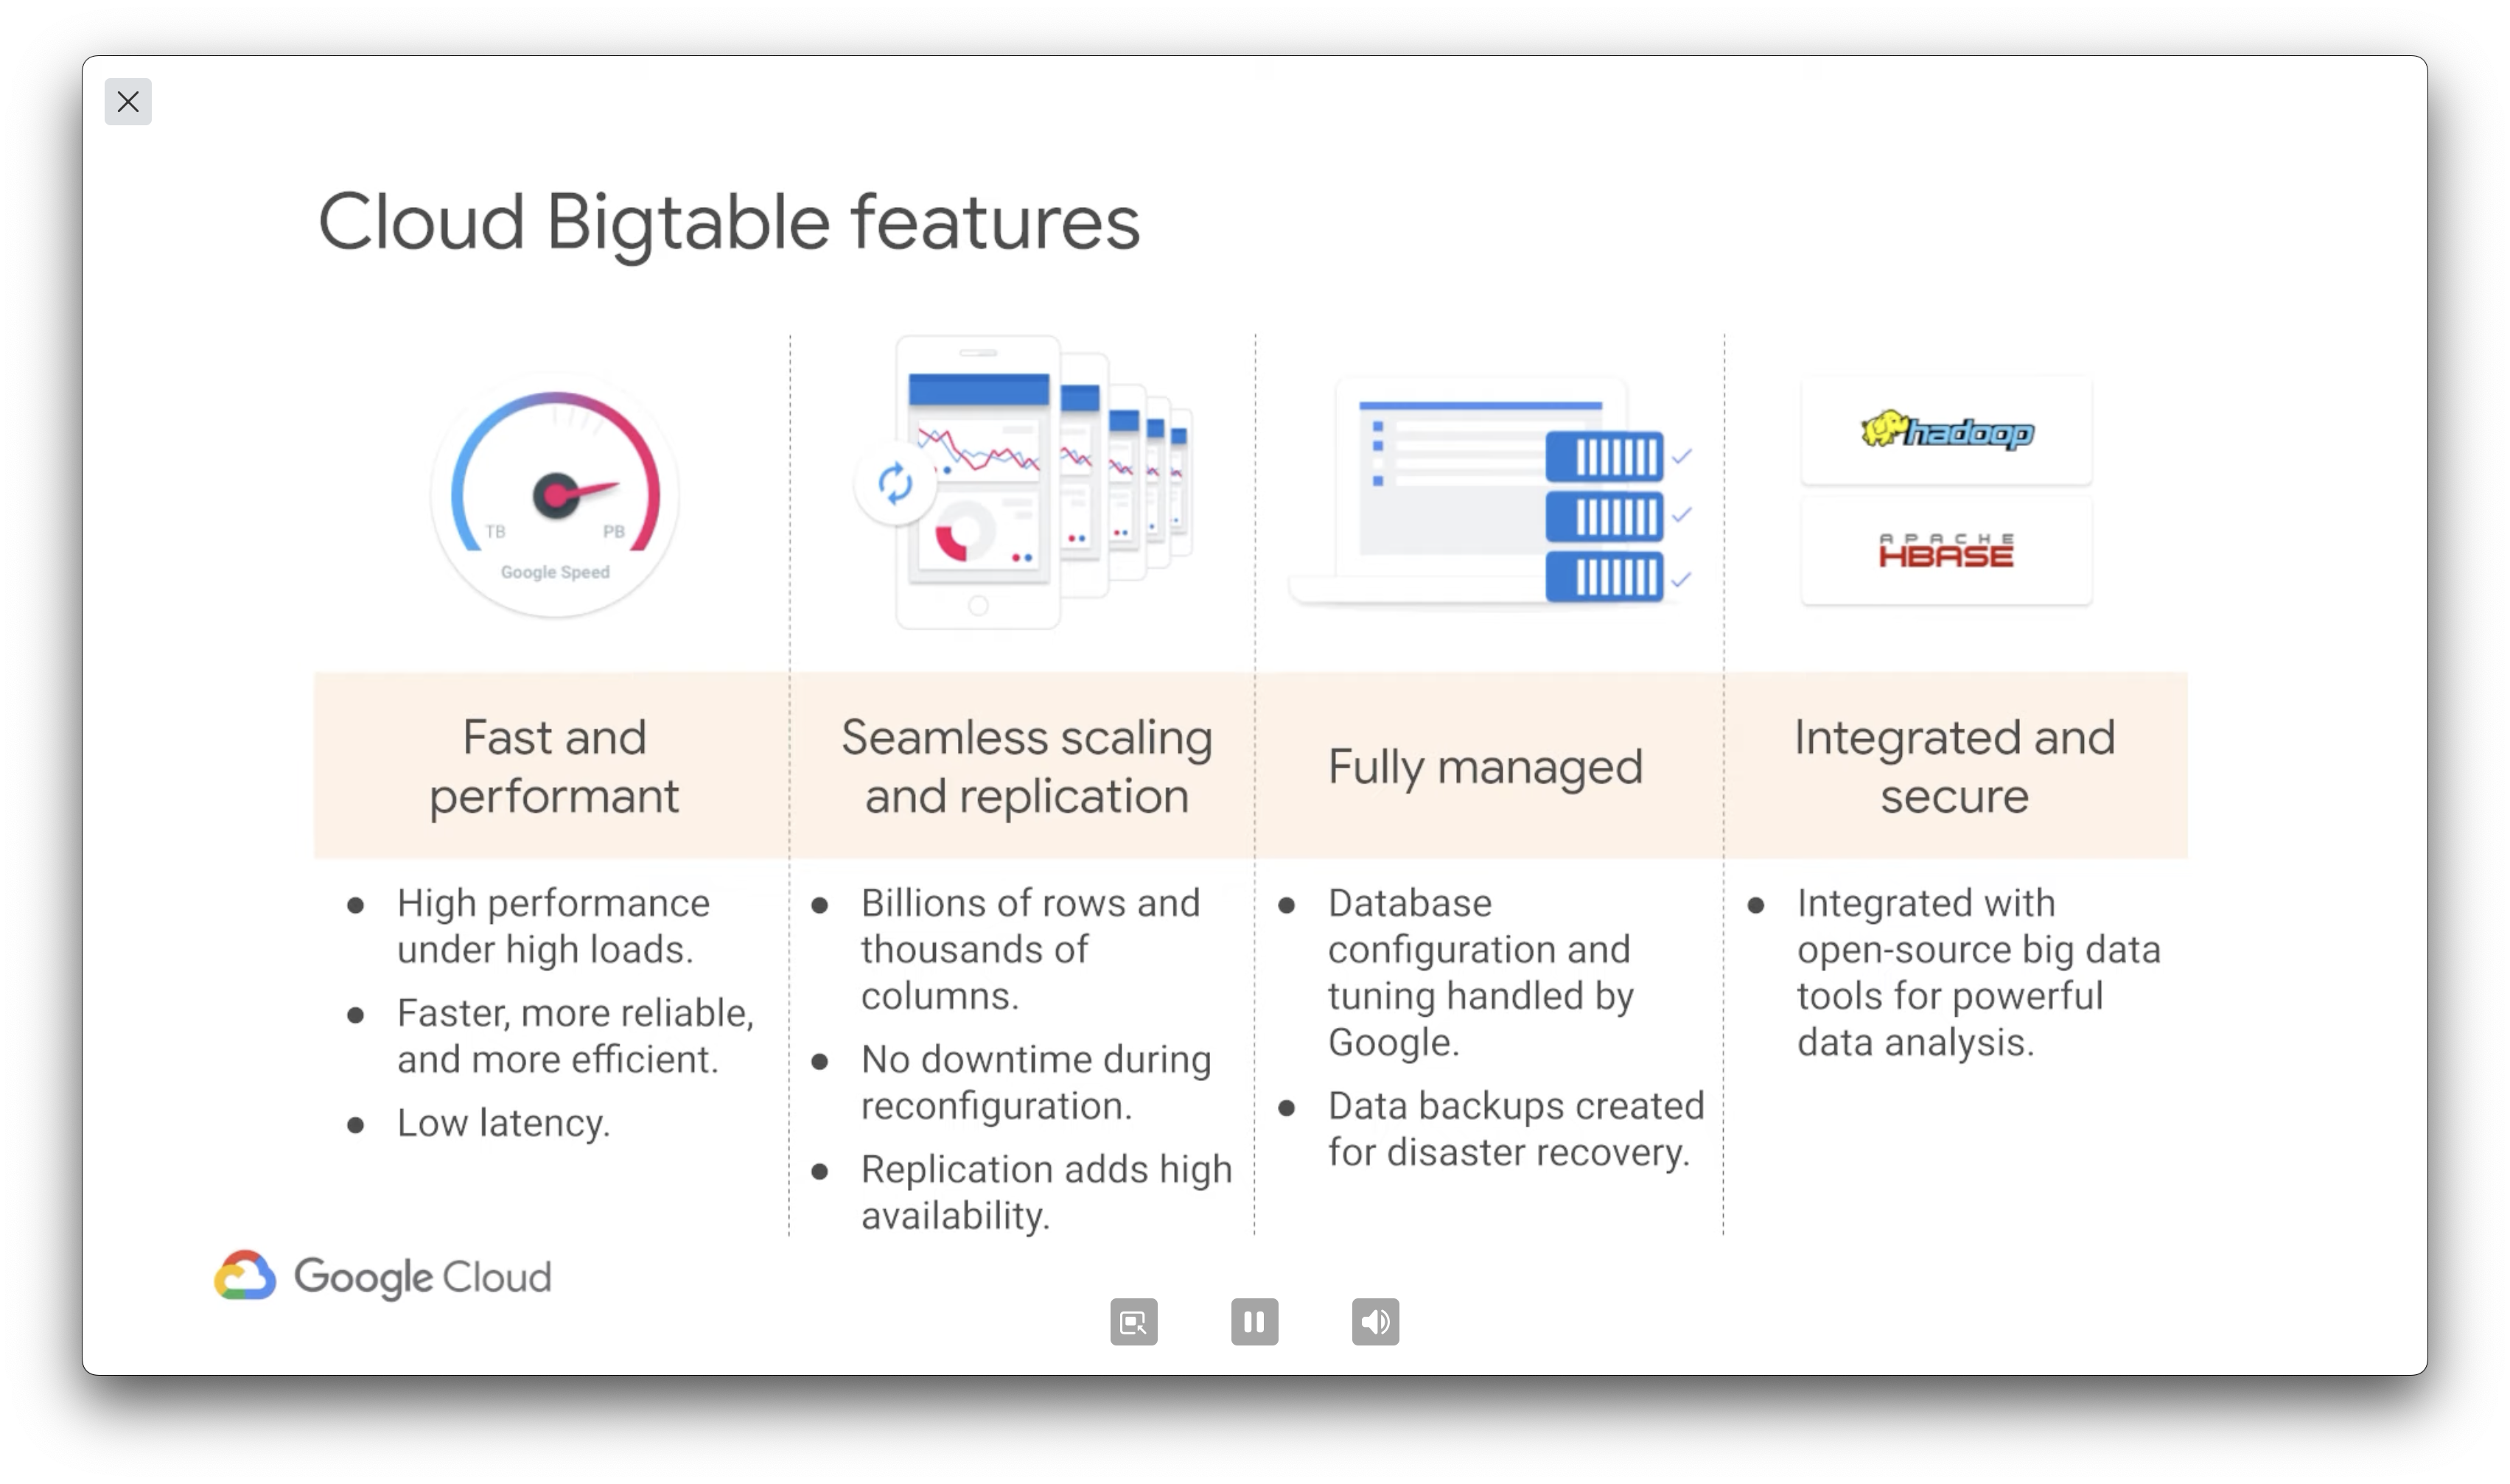 Cloud Bigtable features
TB
PB
Google Speed
hadoop
APACHE
HBASE
Fast and
performant
Seamless scaling
and replication
Fully managed
Integrated and
secure
● High performance
under high loads.
● Faster, more reliable,
and more efficient.
● Low latency.
● Billions of rows and
thousands of
columns.
● No downtime during
reconfiguration.
● Replication adds high
availability.
● Database
configuration and
tuning handled by
Google.
● Data backups created
for disaster recovery.
● Integrated with
open-source big data
tools for powerful
data analysis.
Google Cloud